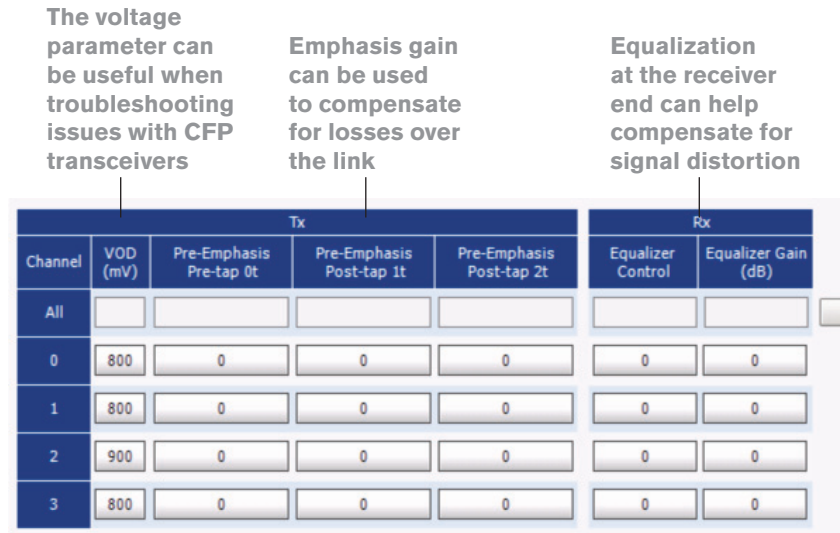 The voltage
parameter can
be useful when
troubleshooting
issues with CFP
transceivers
Emphasis gain
can be used
to compensate
for losses over
the link
Equalization
at the receiver
end can help
compensate for
signal distortion
Tx
Rx
Channel
VOD
(mV)
Pre-Emphasis
Pre-tap 0t
Pre-Emphasis
Post-tap 1t
Pre-Emphasis
Post-tap 2t
Equalizer
Control
Equalizer Gain
(dB)
All
0 800 0 0 0 0 0
1 800 0 0 0 0 0
2 900 0 0 0 0 0
3 800 0 0 0 0 0